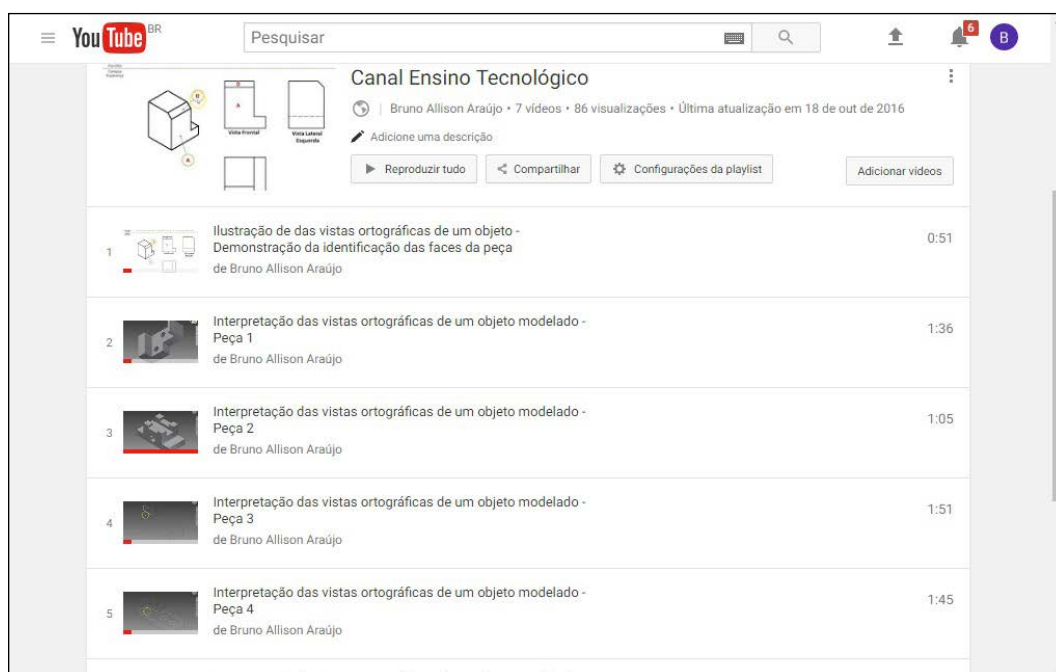 YouTube BR
Pesquisar
6
B
Canal Ensino Tecnológico
Bruno Allison Araújo • 7 vídeos • 86 visualizações • Última atualização em 18 de out de 2016
Adicione uma descrição
Reproduzir tudo
Compartilhar
Configurações da playlist
Adicionar vídeos
B
A
A
B
Vista Frontal
Vista Lateral
Esquerda
1
Ilustração de das vistas ortográficas de um objeto -
Demonstração da identificação das faces da peça
de Bruno Allison Araújo
0:51
2
Interpretação das vistas ortográficas de um objeto modelado -
Peça 1
de Bruno Allison Araújo
1:36
3
Interpretação das vistas ortográficas de um objeto modelado -
Peça 2
de Bruno Allison Araújo
1:05
4
Interpretação das vistas ortográficas de um objeto modelado -
Peça 3
de Bruno Allison Araújo
1:51
5
Interpretação das vistas ortográficas de um objeto modelado -
Peça 4
de Bruno Allison Araújo
1:45